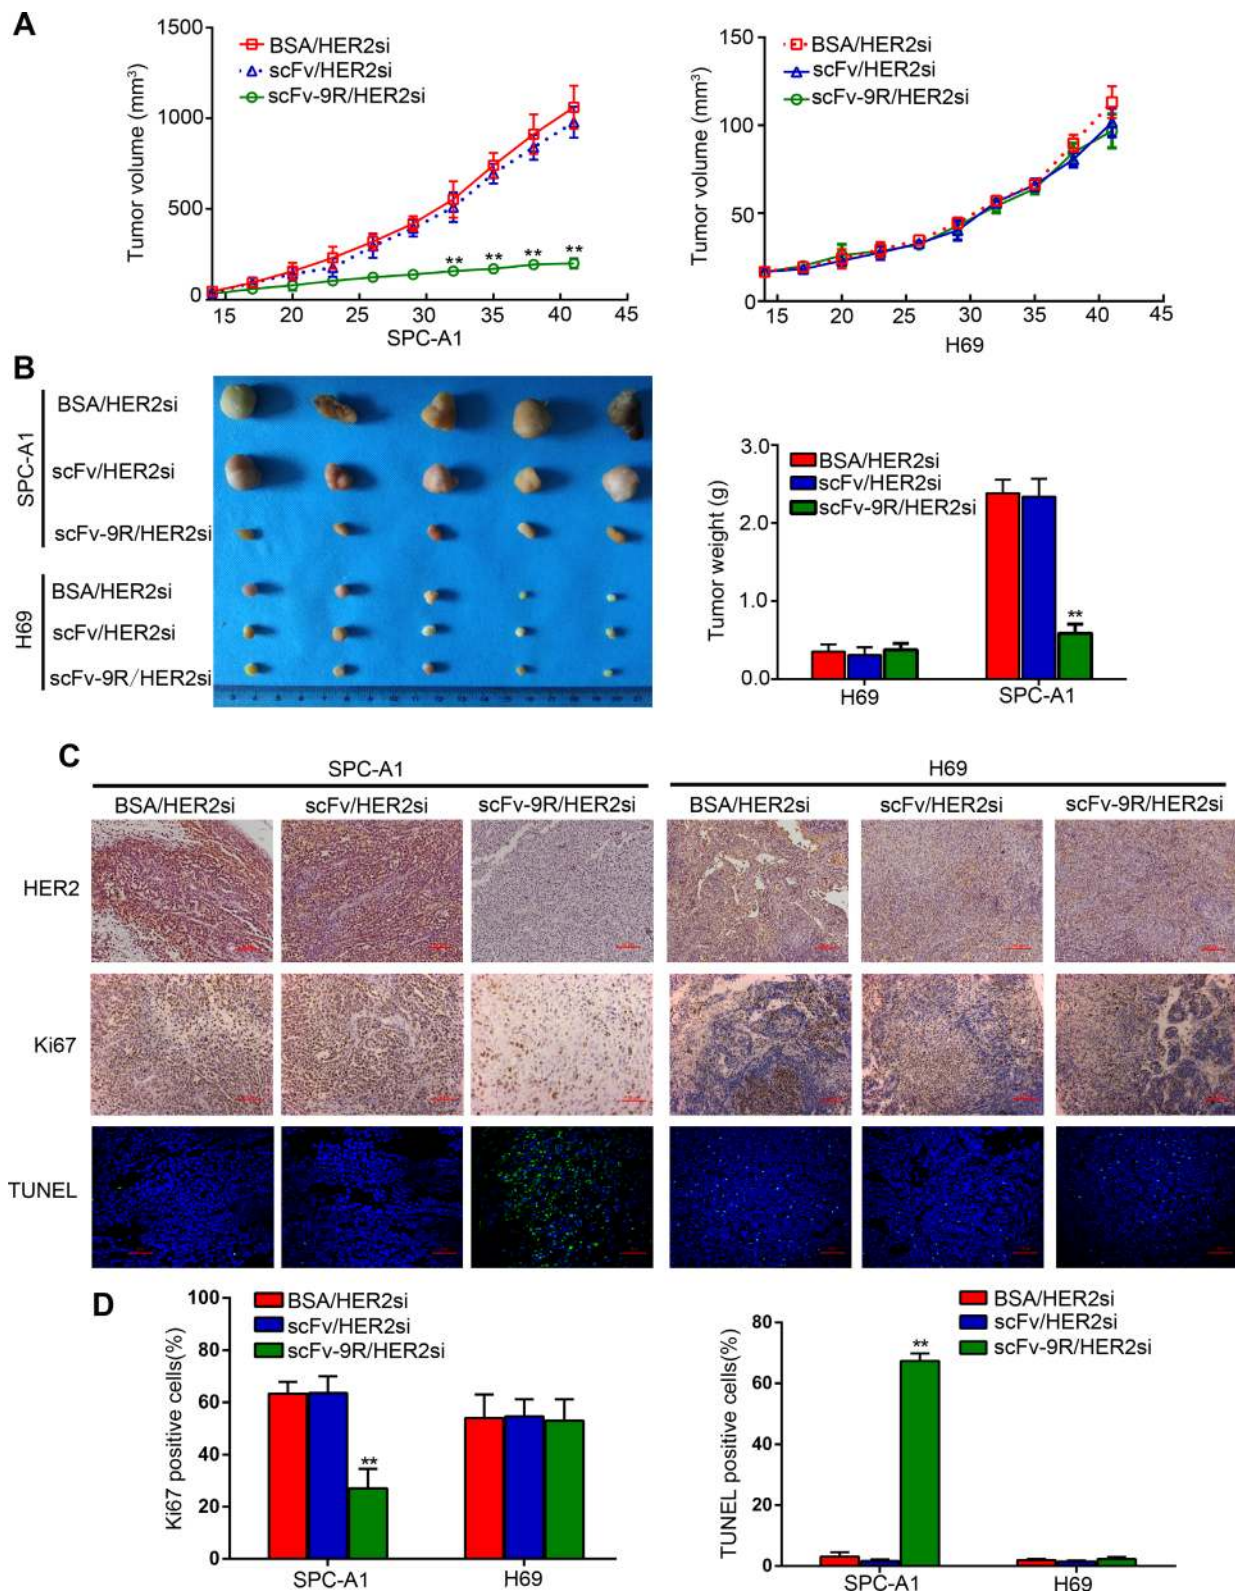 A
1500
1000
500
0
Tumor volume (mm³)
BSA/HER2si
scFv/HER2si
scFv-9R/HER2si
** ** ** **
15 20 25 30 35 40 45
SPC-A1
150
100
50
0
Tumor volume (mm³)
BSA/HER2si
scFv/HER2si
scFv-9R/HER2si
15 20 25 30 35 40 45
H69
B
SPC-A1
BSA/HER2si
scFv/HER2si
scFv-9R/HER2si
H69
BSA/HER2si
scFv/HER2si
scFv-9R/HER2si
3.0
2.0
1.0
0.0
Tumor weight (g)
BSA/HER2si
scFv/HER2si
scFv-9R/HER2si
**
H69 SPC-A1
C
SPC-A1 H69
BSA/HER2si scFv/HER2si scFv-9R/HER2si BSA/HER2si scFv/HER2si scFv-9R/HER2si
HER2
Ki67
TUNEL
D
100
80
60
40
20
0
Ki67 positive cells(%)
BSA/HER2si
scFv/HER2si
scFv-9R/HER2si
**
SPC-A1 H69
80
60
40
20
0
TUNEL positive cells(%)
BSA/HER2si
scFv/HER2si
scFv-9R/HER2si
**
SPC-A1 H69